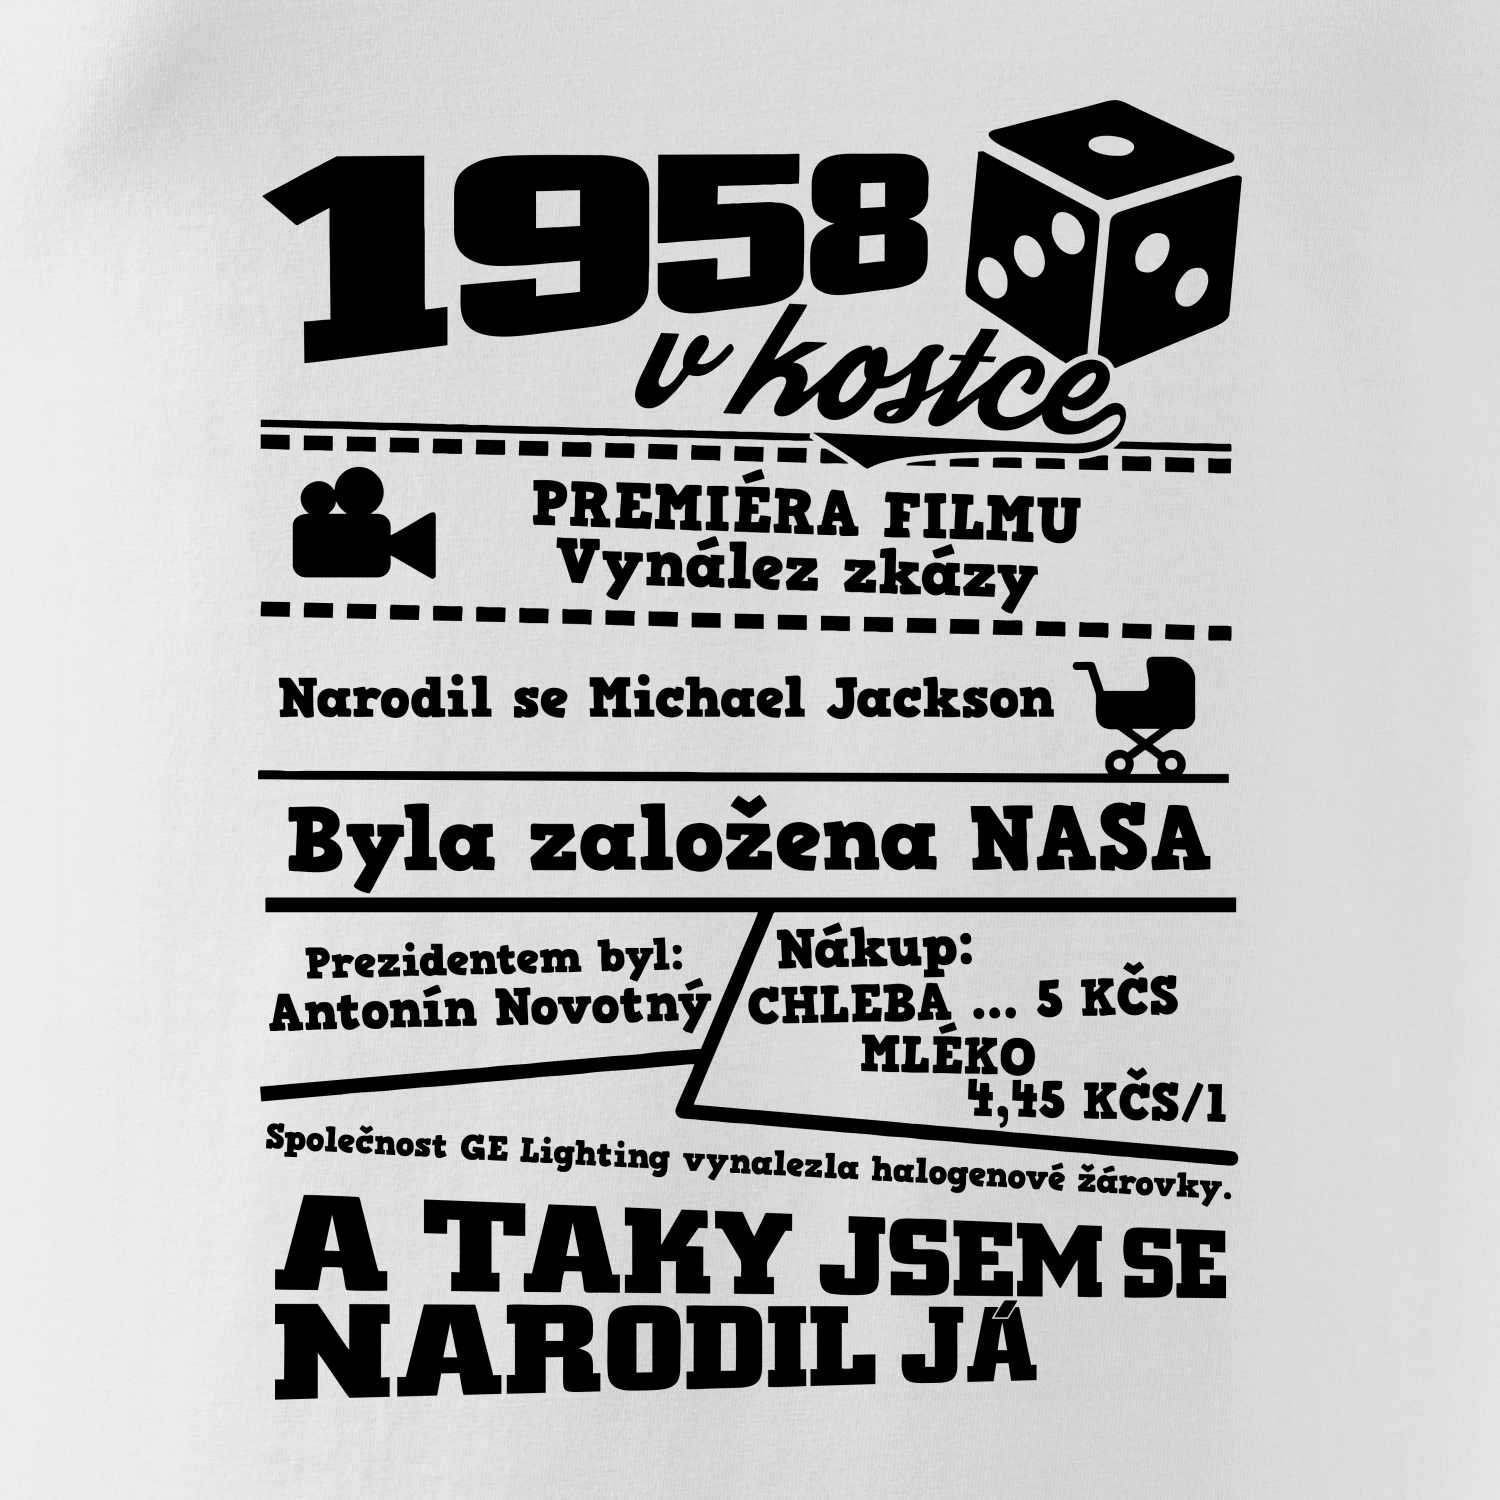 1958
v kostce
PREMIÉRA FILMU
Vynález zkázy
Narodil se Michael Jackson
Byla založena NASA
Prezidentem byl:
Antonín Novotný
Nákup:
CHLEBA ... 5 KČS
MLÉKO
4,45 KČS/l
Společnost GE Lighting vynalezla halogenové žárovky.
A TAKY JSEM SE
NARODIL JÁ